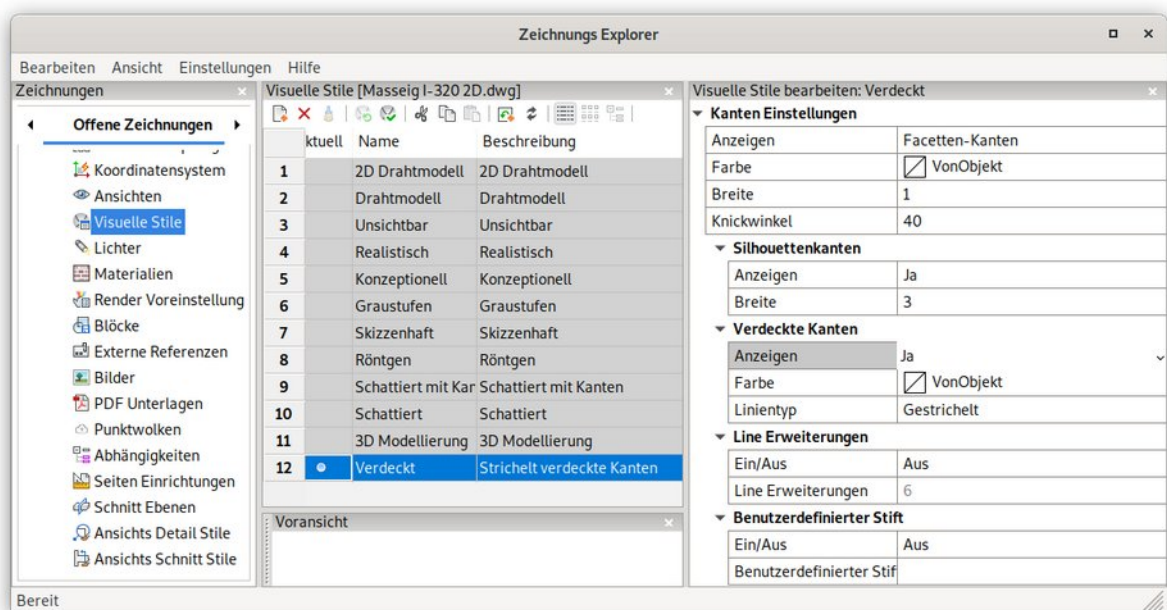 Zeichnungs Explorer
Bearbeiten Ansicht Einstellungen Hilfe
Zeichnungen
Offene Zeichnungen
Koordinatensystem
Ansichten
Visuelle Stile
Lichter
Materialien
Render Voreinstellung
Blöcke
Externe Referenzen
Bilder
PDF Unterlagen
Punktwolken
Abhängigkeiten
Seiten Einrichtungen
Schnitt Ebenen
Ansichts Detail Stile
Ansichts Schnitt Stile
Visuelle Stile [Masseig I-320 2D.dwg]
ktuell Name Beschreibung
1 2D Drahtmodell 2D Drahtmodell
2 Drahtmodell Drahtmodell
3 Unsichtbar Unsichtbar
4 Realistisch Realistisch
5 Konzeptionell Konzeptionell
6 Graustufen Graustufen
7 Skizzenhaft Skizzenhaft
8 Röntgen Röntgen
9 Schattiert mit Kar Schattiert mit Kanten
10 Schattiert Schattiert
11 3D Modellierung 3D Modellierung
12 Verdeckt Strichelt verdeckte Kanten
Voransicht
Visuelle Stile bearbeiten: Verdeckt
Kanten Einstellungen
Anzeigen Facetten-Kanten
Farbe VonObjekt
Breite 1
Knickwinkel 40
Silhouettenkanten
Anzeigen Ja
Breite 3
Verdeckte Kanten
Anzeigen Ja
Farbe VonObjekt
Linientyp Gestrichelt
Line Erweiterungen
Ein/Aus Aus
Line Erweiterungen 6
Benutzerdefinierter Stift
Ein/Aus Aus
Benutzerdefinierter Stif
Bereit